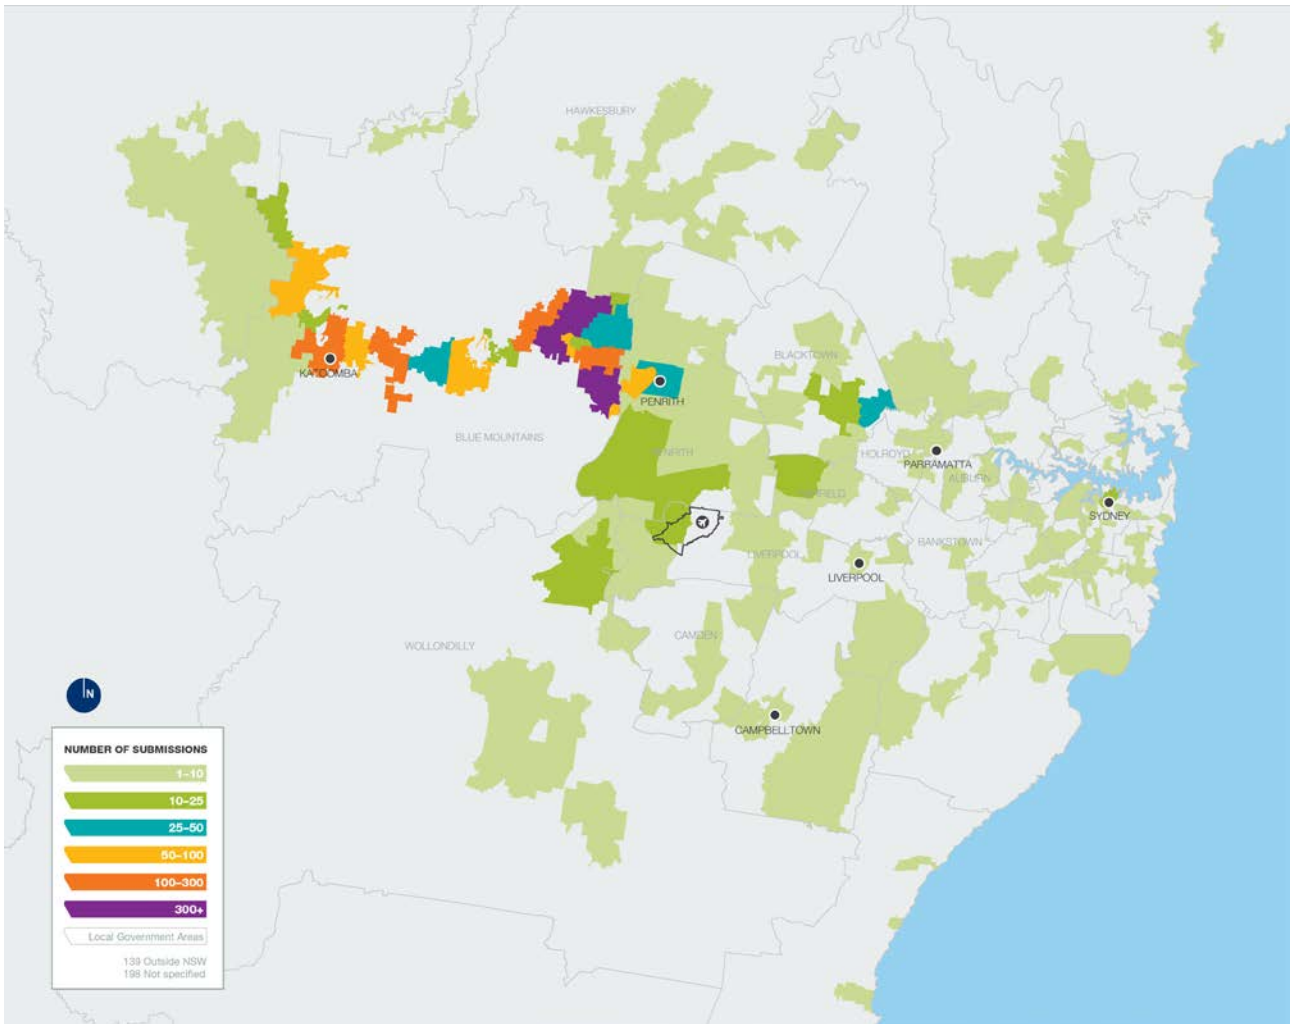 HAWKESBURY
BLACKTOWN
KATOOMBA
PENRITH
BLUE MOUNTAINS
PENRITH
HOLROYD
PARRAMATTA
AUBURN
FAIRFIELD
SYDNEY
BANKSTOWN
LIVERPOOL
LIVERPOOL
CAMDEN
WOLLONDILLY
N
CAMPBELLTOWN
NUMBER OF SUBMISSIONS
1–10
10–25
25–50
50–100
100–300
300+
Local Government Areas
139 Outside NSW
198 Not specified